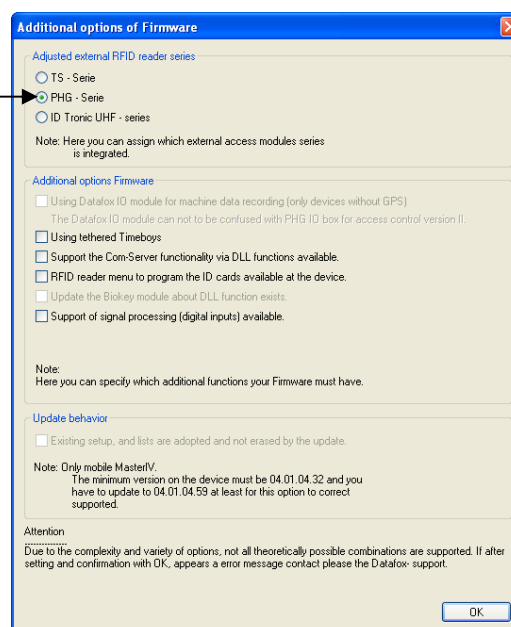 Additional options of Firmware
Adjusted external RFID reader series
TS - Serie
PHG - Serie
ID Tronic UHF - series
Note: Here you can assign which external access modules series
is integrated.
Additional options Firmware
Using Datafox IO module for machine data recording (only devices without GPS)
The Datafox IO module can not to be confused with PHG IO box for access control version II.
Using tethered Timeboys
Support the Com-Server functionality via DLL functions available.
RFID reader menu to program the ID cards available at the device.
Update the Biokey module about DLL function exists.
Support of signal processing (digital inputs) available.
Note:
Here you can specify which additional functions your Firmware must have.
Update behavior
Existing setup, and lists are adopted and not erased by the update.
Note: Only mobile MasterIV.
The minimum version on the device must be 04.01.04.32 and you
have to update to 04.01.04.59 at least for this option to correct
supported.
Attention
---------------
Due to the complexity and variety of options, not all theoretically possible combinations are supported. If after
setting and confirmation with OK, appears a error message contact please the Datafox- support.
OK